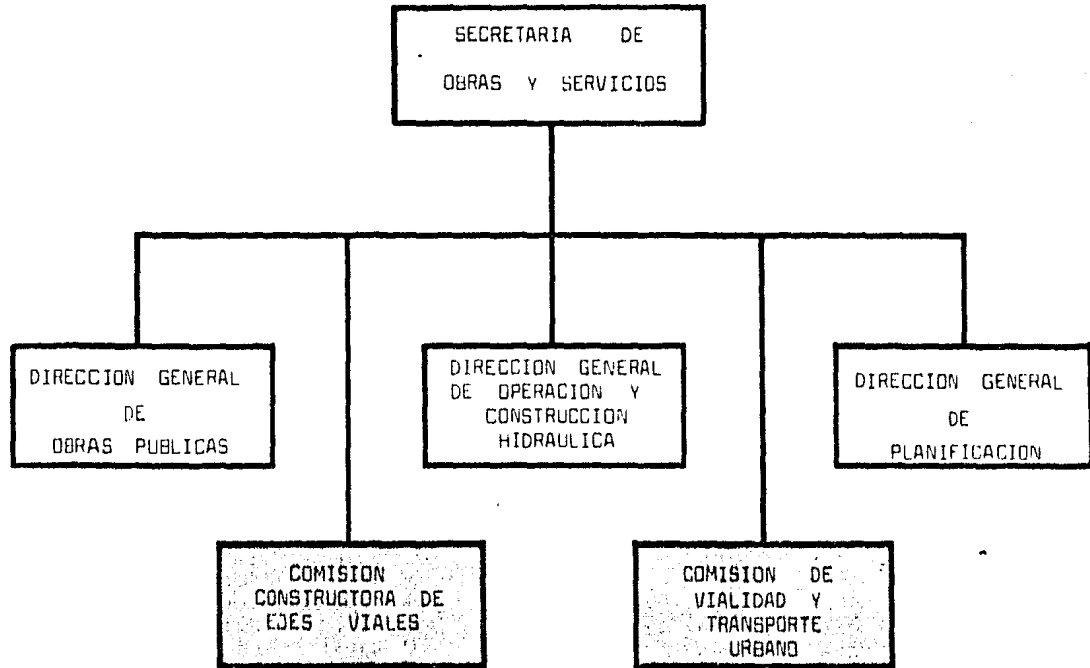 SECRETARIA DE
OBRAS Y SERVICIOS
DIRECCION GENERAL
DE
OBRAS PUBLICAS
DIRECCION GENERAL
DE OPERACION Y
CONSTRUCCION
HIDRAULICA
DIRECCION GENERAL
DE
PLANIFICACION
COMISION
CONSTRUCTORA DE
EJES VIALES
COMISION DE
VIALIDAD Y
TRANSPORTE
URBANO